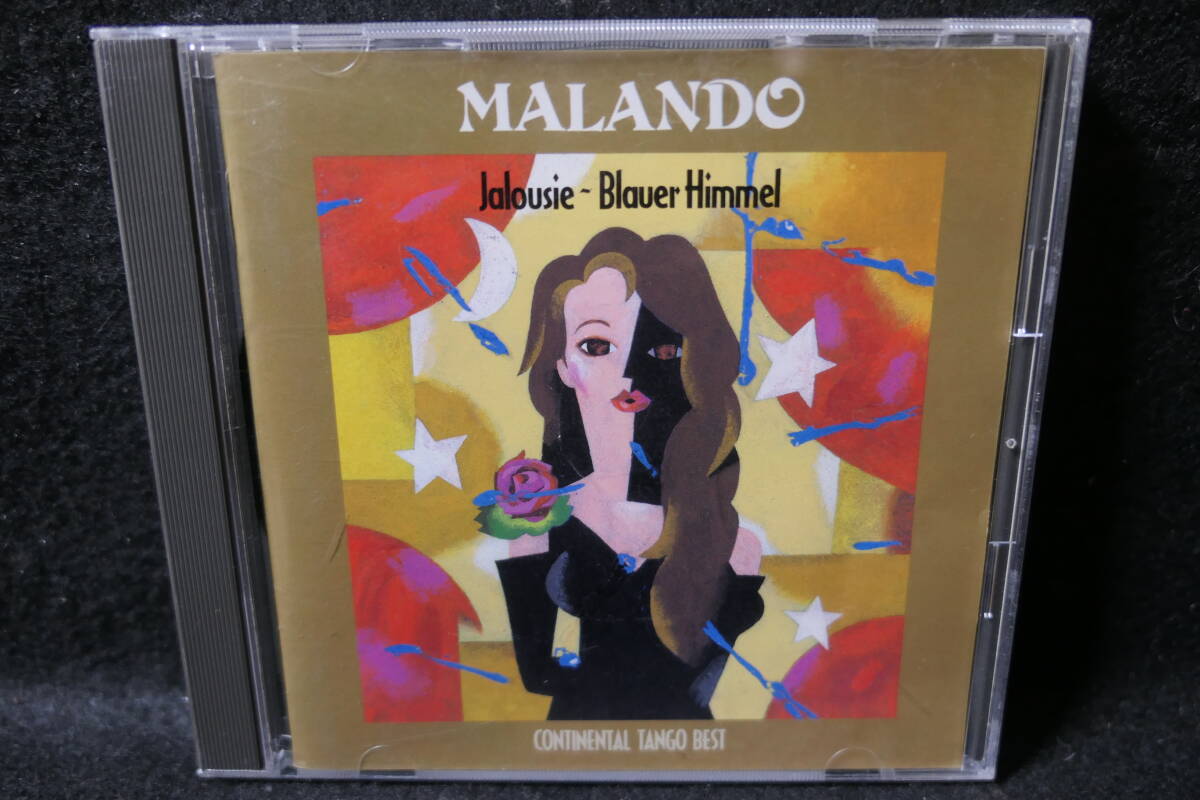 MALANDO
Jalousie ~ Blauer Himmel
CONTINENTAL TANGO BEST